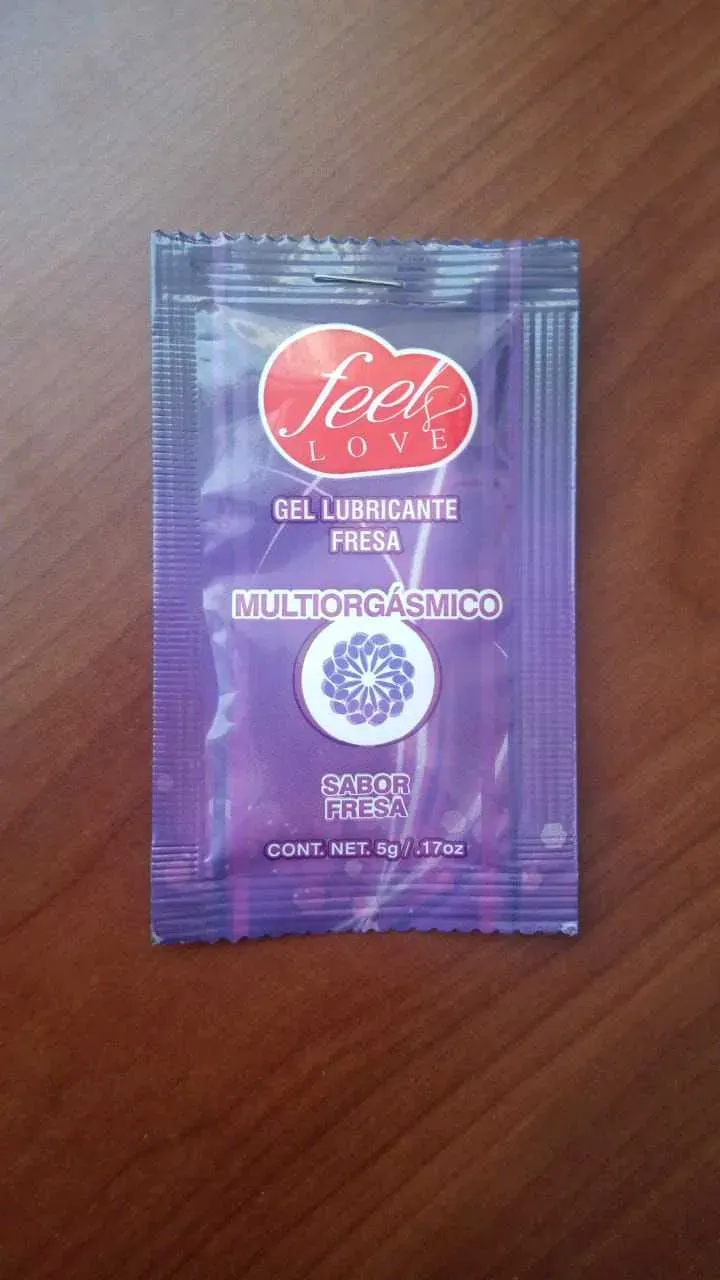 feel
LOVE
GEL LUBRICANTE
FRESA
MULTIORGÁSMICO
SABOR
FRESA
CONT. NET. 5g / .17oz